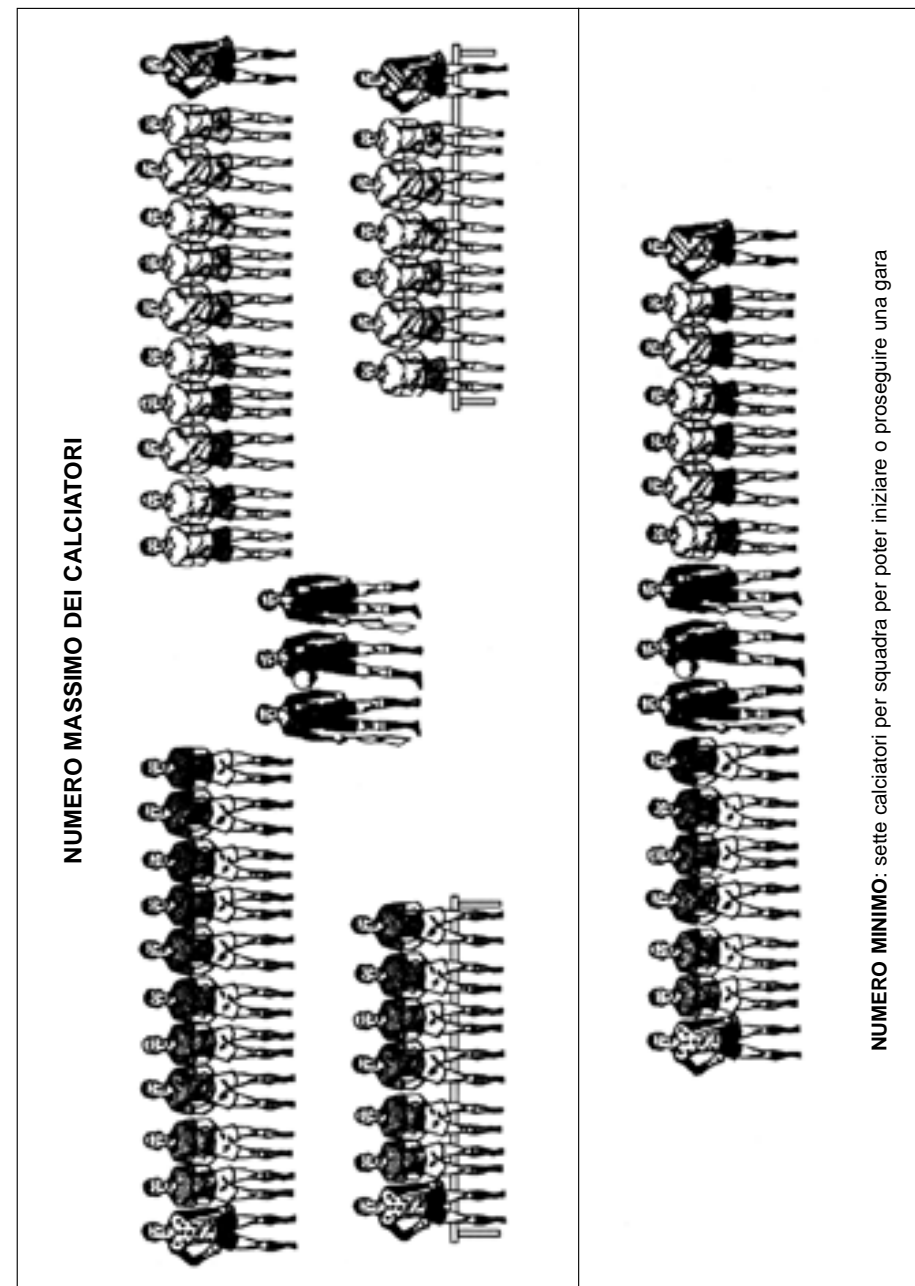 NUMERO MASSIMO DEI CALCIATORI
NUMERO MINIMO: sette calciatori per squadra per poter iniziare o proseguire una gara